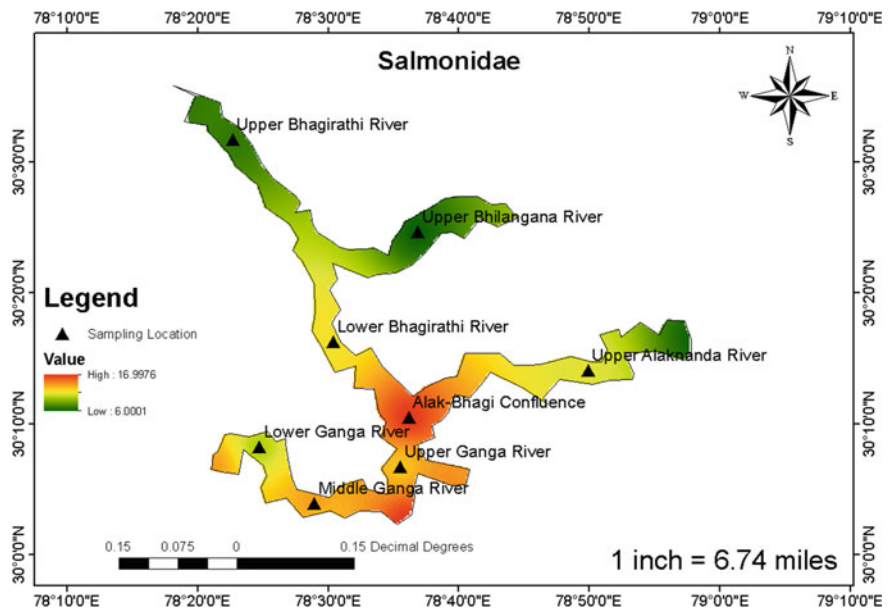 78°10'0"E 78°20'0"E 78°30'0"E 78°40'0"E 78°50'0"E 79°0'0"E 79°10'0"E
Salmonidae
N
W E
S
Upper Bhagirathi River
30°30'0"N 30°30'0"N
Upper Bhilangana River
30°20'0"N 30°20'0"N
Legend
Sampling Location
Value
High : 16.9976
Low : 6.0001
Lower Bhagirathi River
Upper Alaknanda River
Alak-Bhagi Confluence
30°10'0"N 30°10'0"N
Lower Ganga River
Upper Ganga River
Middle Ganga River
30°0'0"N 30°0'0"N
0.15 0.075 0 0.15 Decimal Degrees
1 inch = 6.74 miles
78°10'0"E 78°20'0"E 78°30'0"E 78°40'0"E 78°50'0"E 79°0'0"E 79°10'0"E